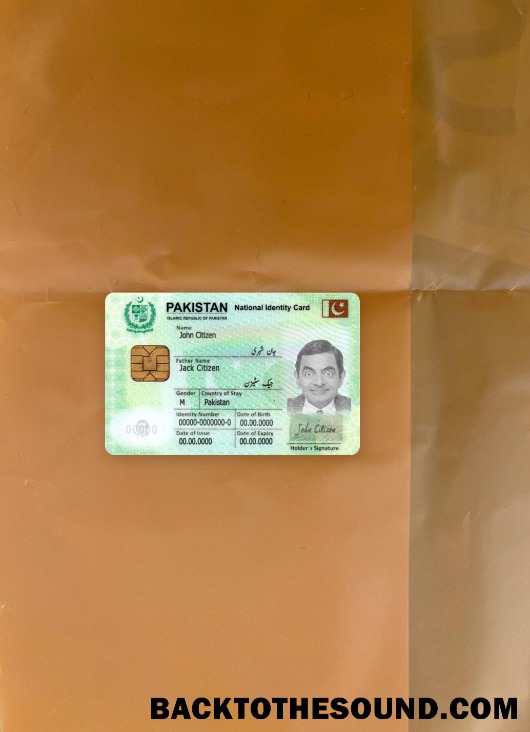 PAKISTAN National Identity Card
ISLAMIC REPUBLIC OF PAKISTAN
Name
John Citizen
جان شہری
Father Name
Jack Citizen
جیک سٹیزن
Gender Country of Stay
M Pakistan
Identity Number Date of Birth
00000-0000000-0 00.00.0000
Date of Issue Date of Expiry
00.00.0000 00.00.0000
00000
John Citizen
Holder's Signature
BACKTOTHESOUND.COM